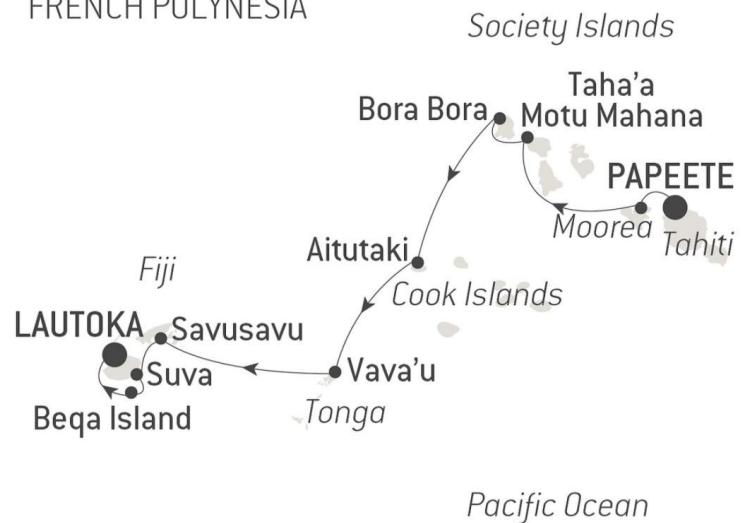 FRENCH POLYNESIA
Society Islands
Taha'a
Bora Bora
Motu Mahana
PAPEETE
Moorea
Tahiti
Aitutaki
Fiji
Cook Islands
LAUTOKA
Savusavu
Vava'u
Suva
Beqa Island
Tonga
Pacific Ocean